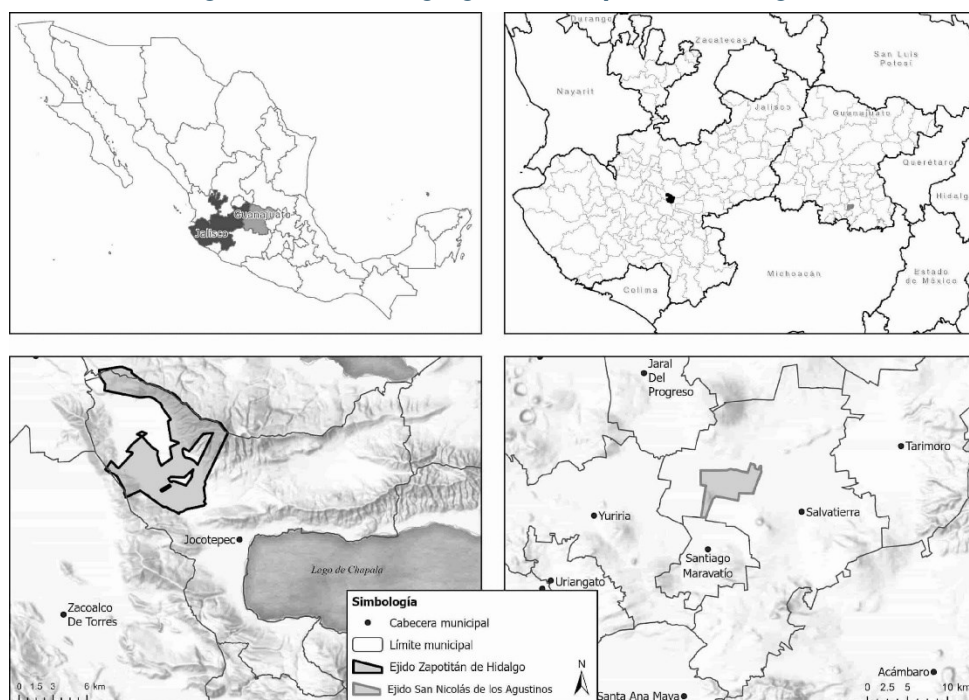 Guanajuato
Jalisco
Durango
Zacatecas
San Luis
Potosí
Nayarit
Jalisco
Guanajuato
Querétaro
Hidalg
Michoacán
Colima
Estado
de México
Jocotepec
Lago de Chapala
Zacoalco
De Torres
0 1.5 3 6 km
Jaral
Del
Progreso
Tarimoro
Yuriria
Salvatierra
Santiago
Maravatío
Uriangato
Acámbaro
Santa Ana Maya
0 2.5 5 10 km
Simbología
Cabecera municipal
Límite municipal
Ejido Zapotitán de Hidalgo
Ejido San Nicolás de los Agustinos
N